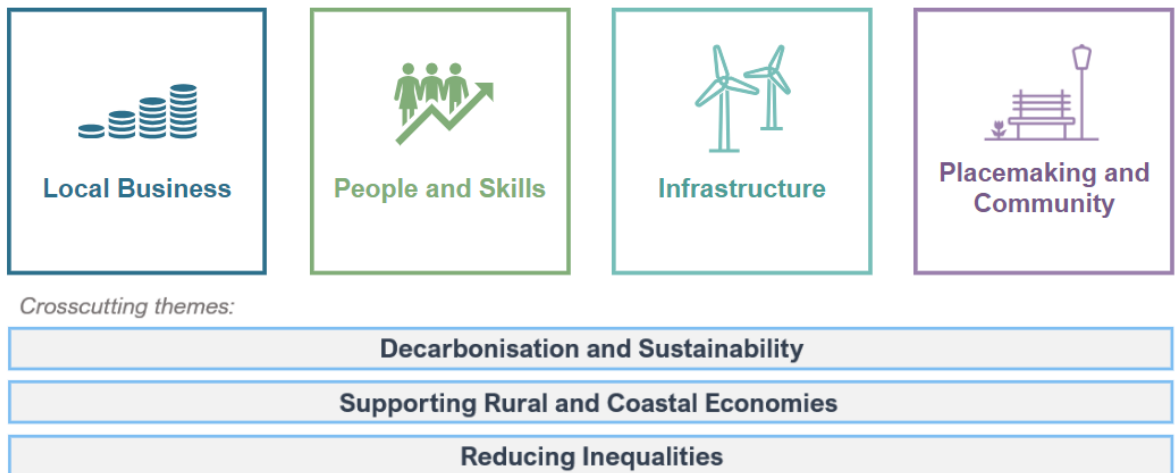 Local Business
People and Skills
Infrastructure
Placemaking and
Community
Crosscutting themes:
Decarbonisation and Sustainability
Supporting Rural and Coastal Economies
Reducing Inequalities